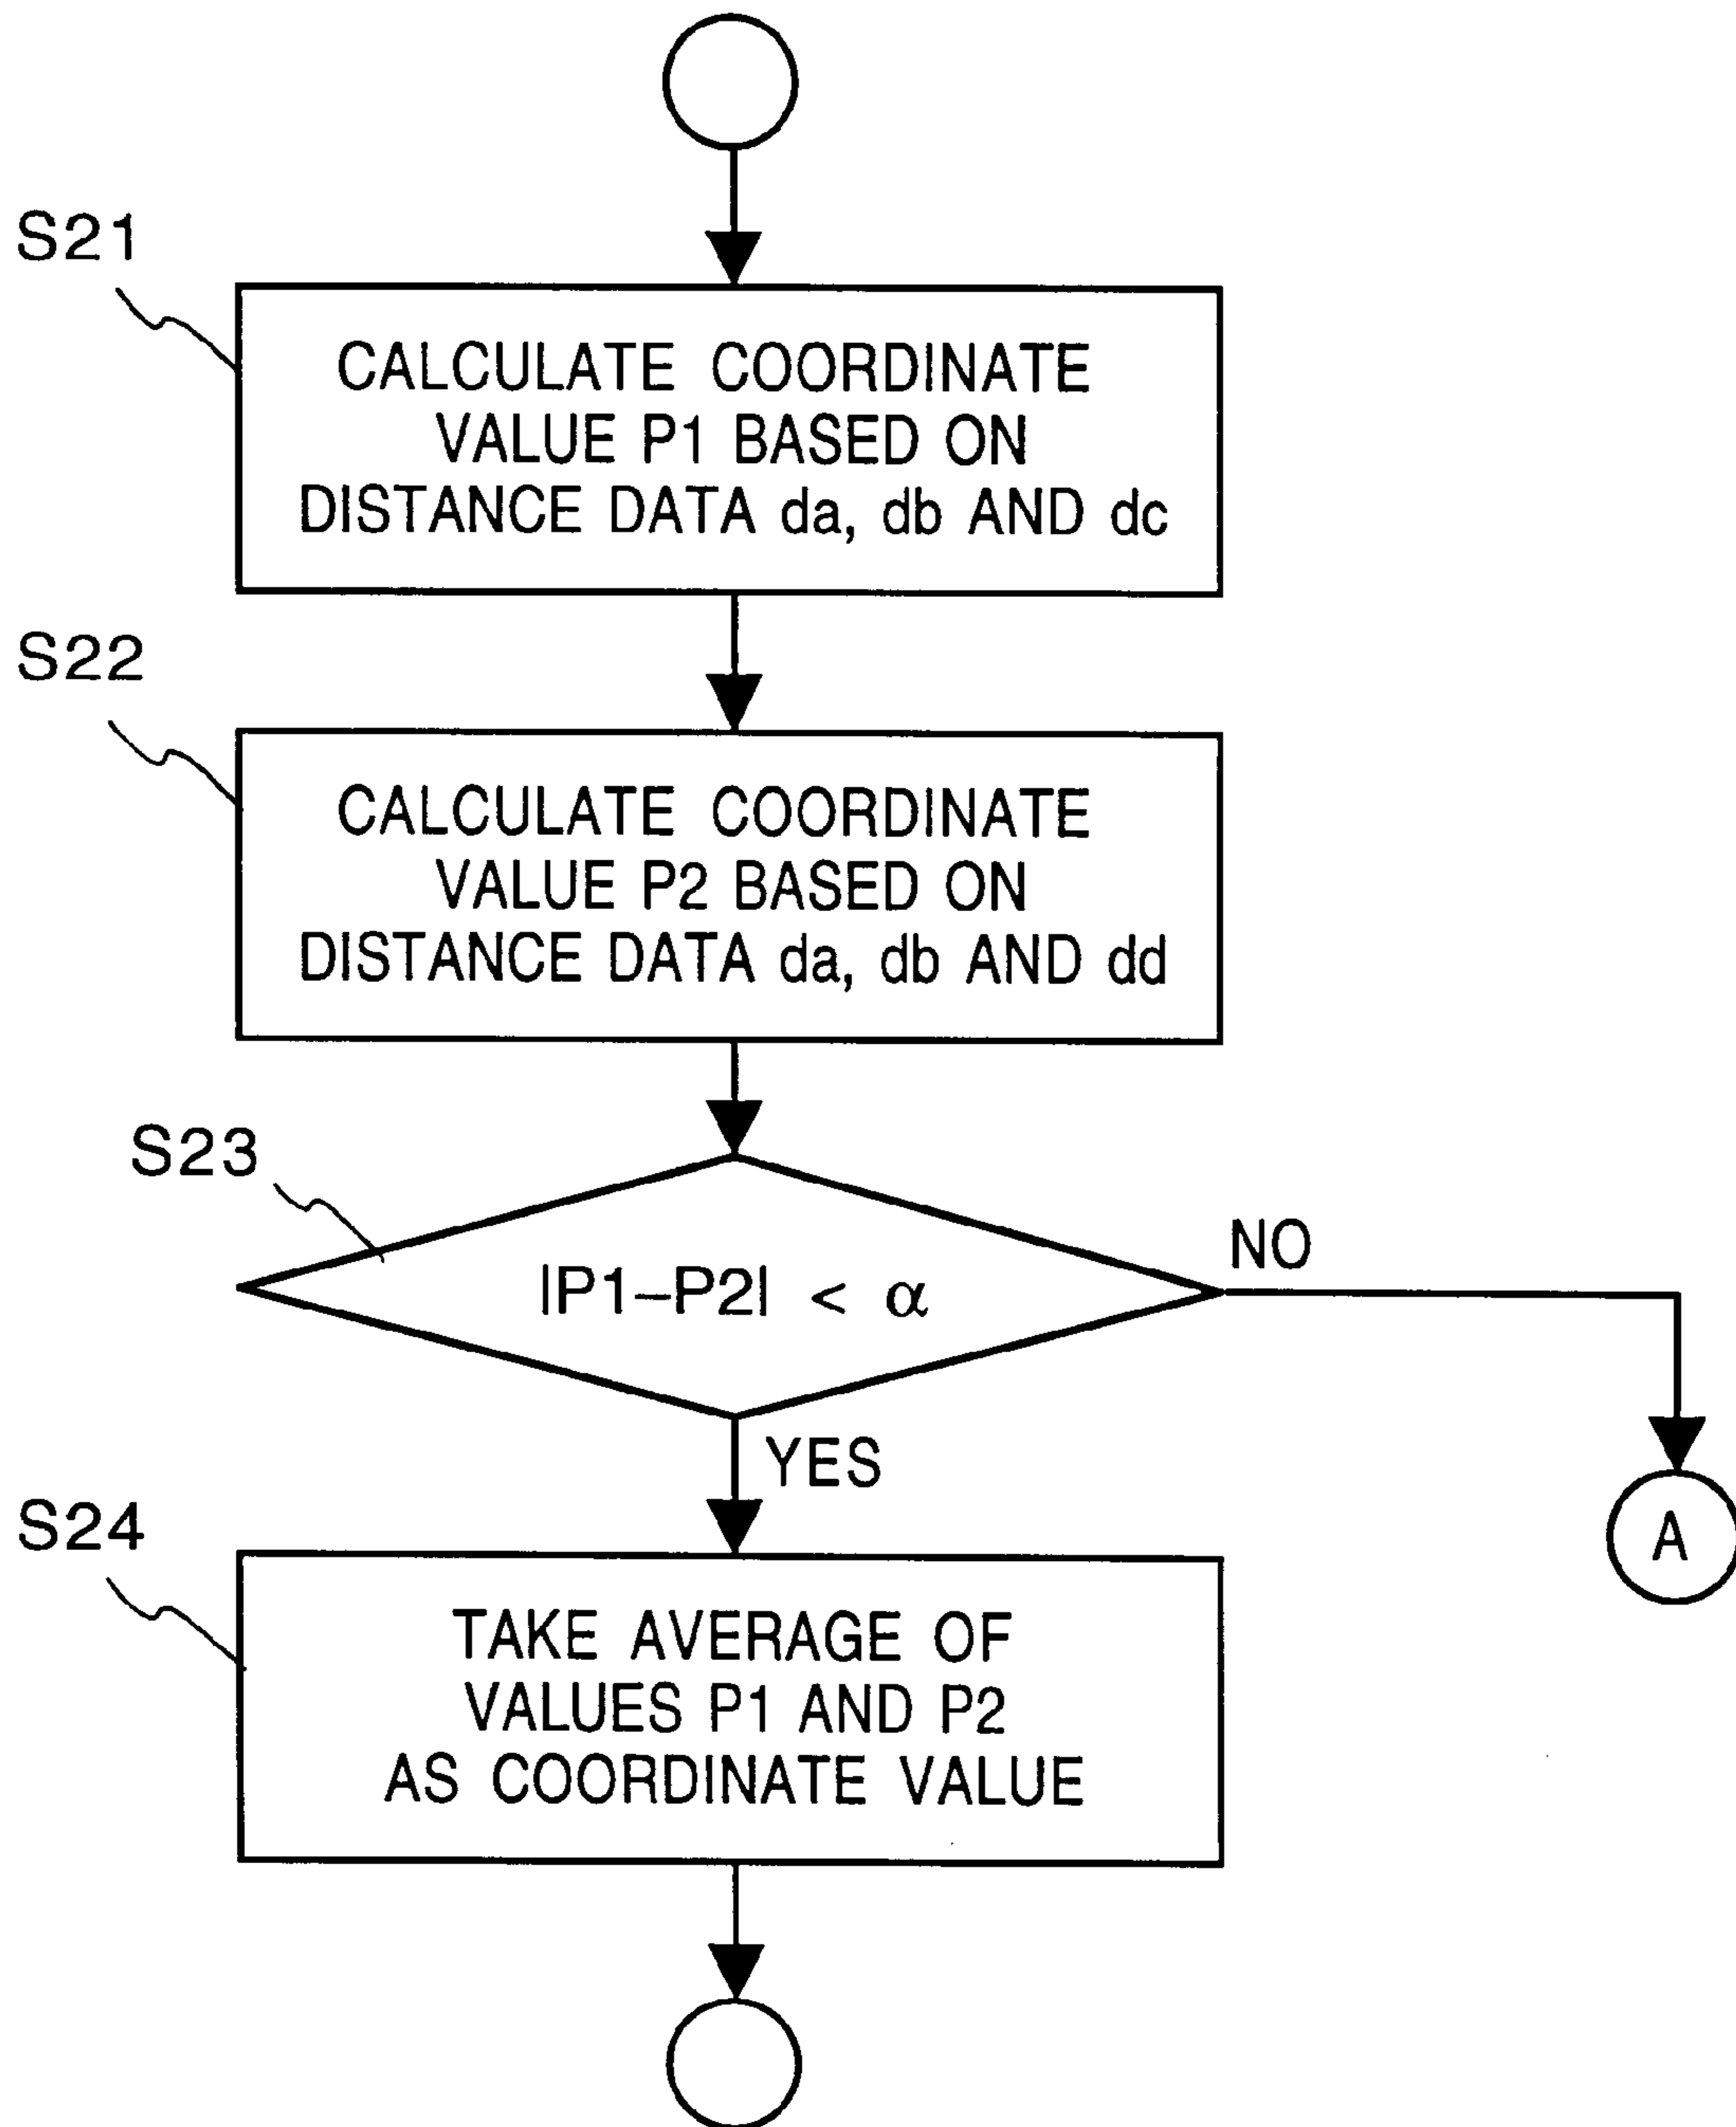 S21
CALCULATE COORDINATE
VALUE P1 BASED ON
DISTANCE DATA da, db AND dc
S22
CALCULATE COORDINATE
VALUE P2 BASED ON
DISTANCE DATA da, db AND dd
S23
|P1−P2| < α
NO
YES
A
S24
TAKE AVERAGE OF
VALUES P1 AND P2
AS COORDINATE VALUE